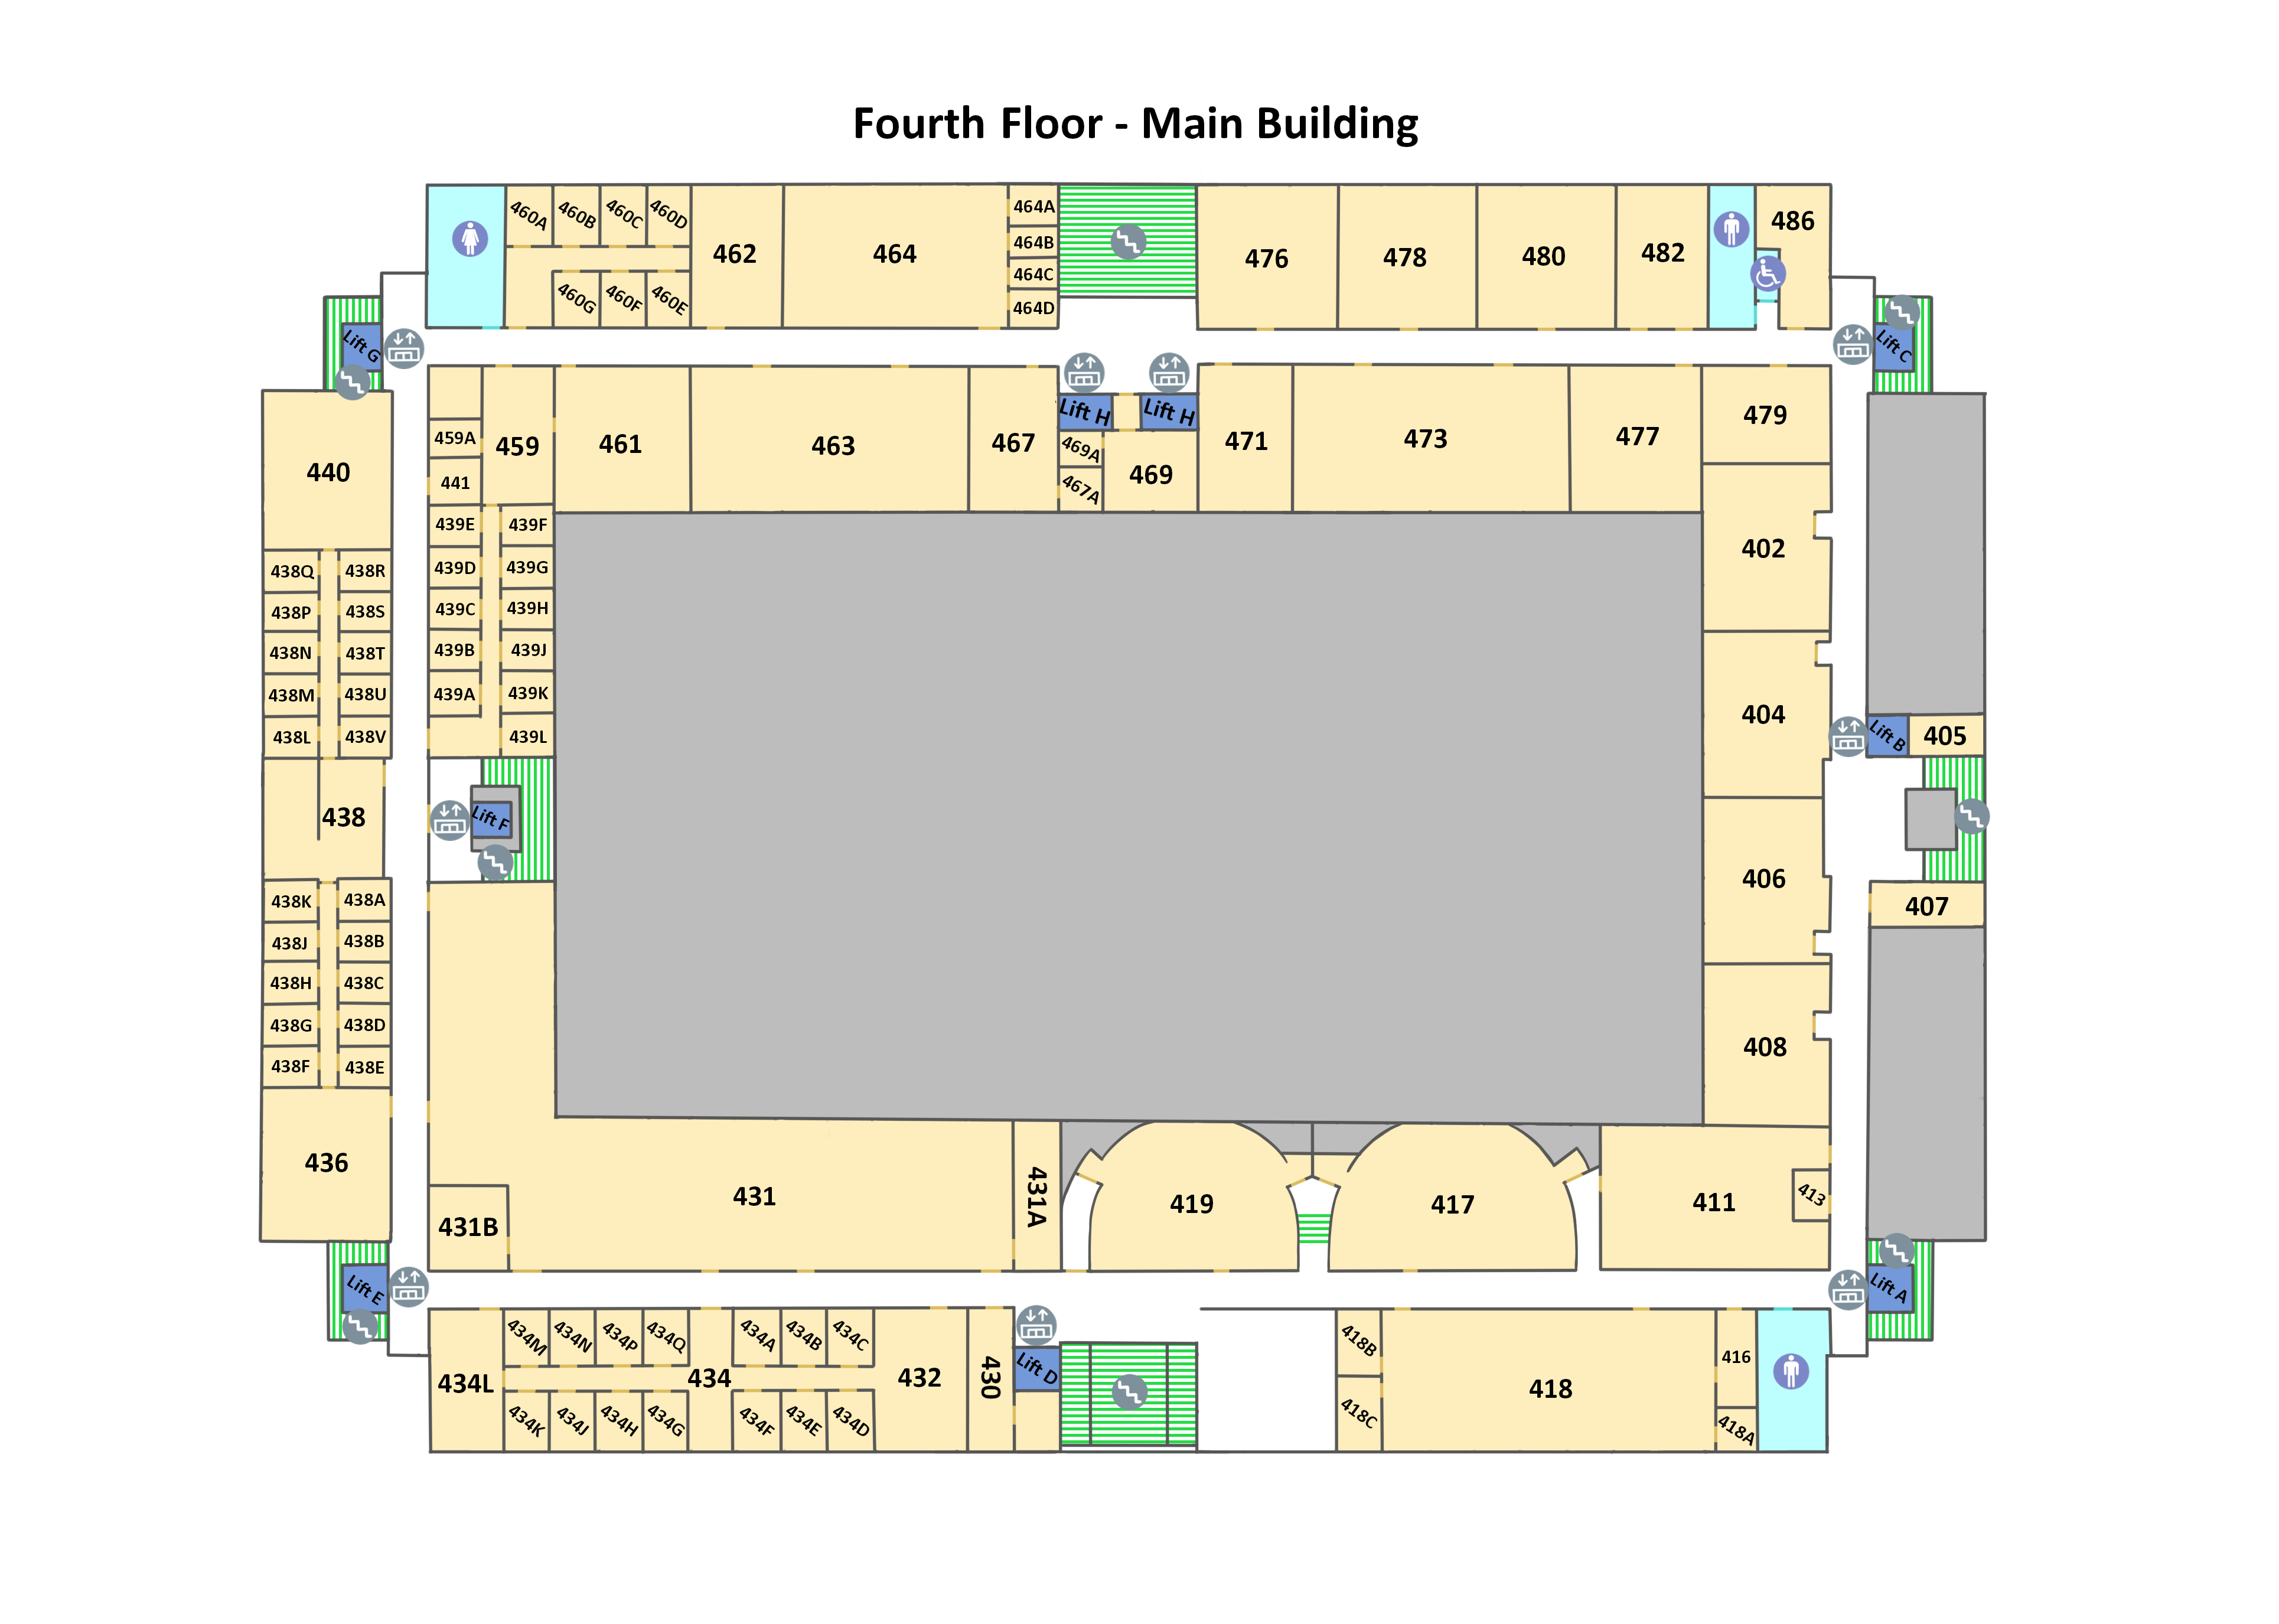 Fourth Floor - Main Building
460A
460B
460C
460D
460G
460F
460E
462
464
464A
464B
464C
464D
476
478
480
482
486
Lift G
Lift C
440
459A
441
459
461
463
467
Lift H
Lift H
469A
467A
469
471
473
477
479
402
404
406
408
439E
439F
439D
439G
439C
439H
439B
439J
439A
439K
439L
438Q
438R
438P
438S
438N
438T
438M
438U
438L
438V
438
Lift F
438K
438A
438J
438B
438H
438C
438G
438D
438F
438E
436
Lift B
405
407
431
431B
431A
419
417
411
413
Lift E
Lift A
434L
434M
434N
434P
434Q
434A
434B
434C
434
434K
434J
434H
434G
434F
434E
434D
432
430
Lift D
418B
418C
418
416
418A